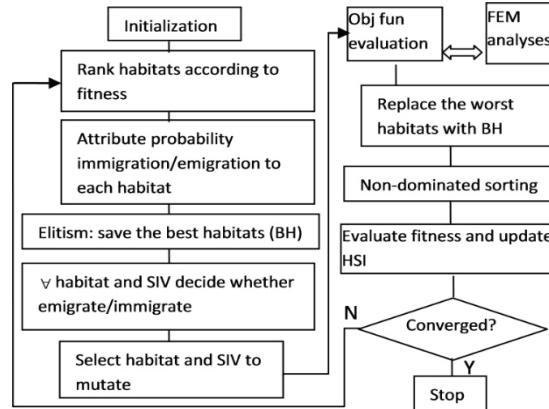 Initialization
Rank habitats according to
fitness
Attribute probability
immigration/emigration to
each habitat
Elitism: save the best habitats (BH)
∀ habitat and SIV decide whether
emigrate/immigrate
Select habitat and SIV to
mutate
Obj fun
evaluation
FEM
analyses
Replace the worst
habitats with BH
Non-dominated sorting
Evaluate fitness and update
HSI
N
Converged?
Y
Stop